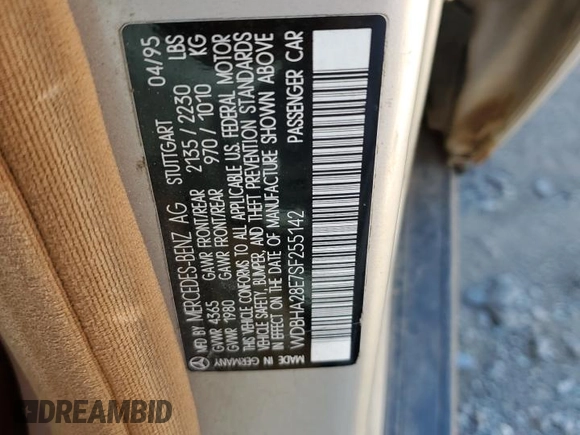 MFD BY MERCEDES-BENZ AG STUTTGART 04/95
GVWR 4365 GAWR FRONT/REAR 2135 / 2230 LBS
GVWR 1980 GAWR FRONT/REAR 970 / 1010 KG
THIS VEHICLE CONFORMS TO ALL APPLICABLE U.S. FEDERAL MOTOR
VEHICLE SAFETY, BUMPER, AND THEFT PREVENTION STANDARDS
IN EFFECT ON THE DATE OF MANUFACTURE SHOWN ABOVE
WDBHA28E7SF255142 PASSENGER CAR
MADE IN GERMANY
DREAMBID